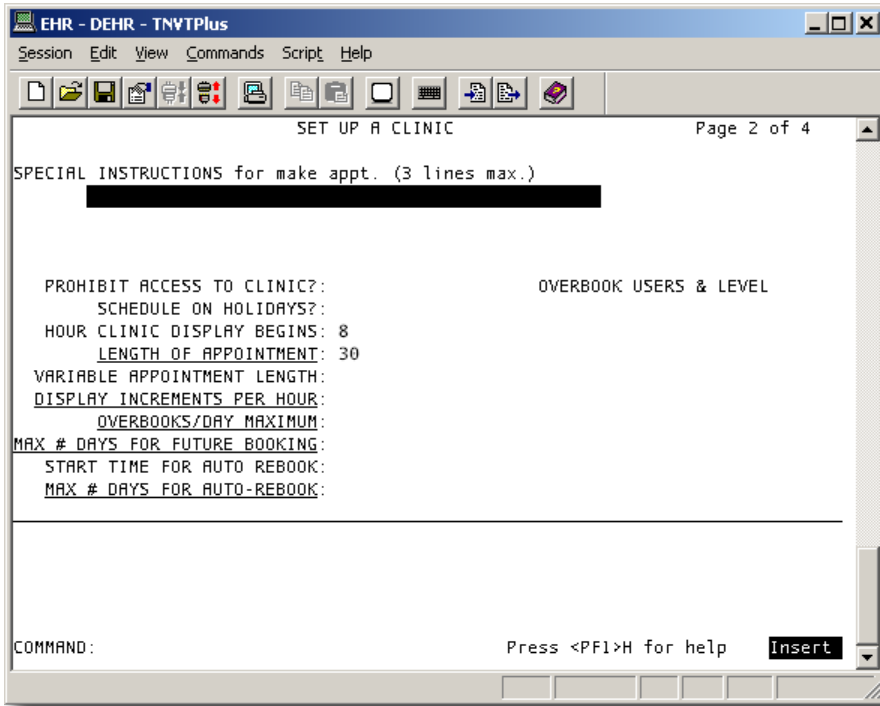 EHR - DEHR - TNVTPlus
Session Edit View Commands Script Help
SET UP A CLINIC Page 2 of 4
SPECIAL INSTRUCTIONS for make appt. (3 lines max.)
PROHIBIT ACCESS TO CLINIC?: OVERBOOK USERS & LEVEL
SCHEDULE ON HOLIDAYS?:
HOUR CLINIC DISPLAY BEGINS: 8
LENGTH OF APPOINTMENT: 30
VARIABLE APPOINTMENT LENGTH:
DISPLAY INCREMENTS PER HOUR:
OVERBOOKS/DAY MAXIMUM:
MAX # DAYS FOR FUTURE BOOKING:
START TIME FOR AUTO REBOOK:
MAX # DAYS FOR AUTO-REBOOK:
COMMAND: Press <PF1>H for help Insert